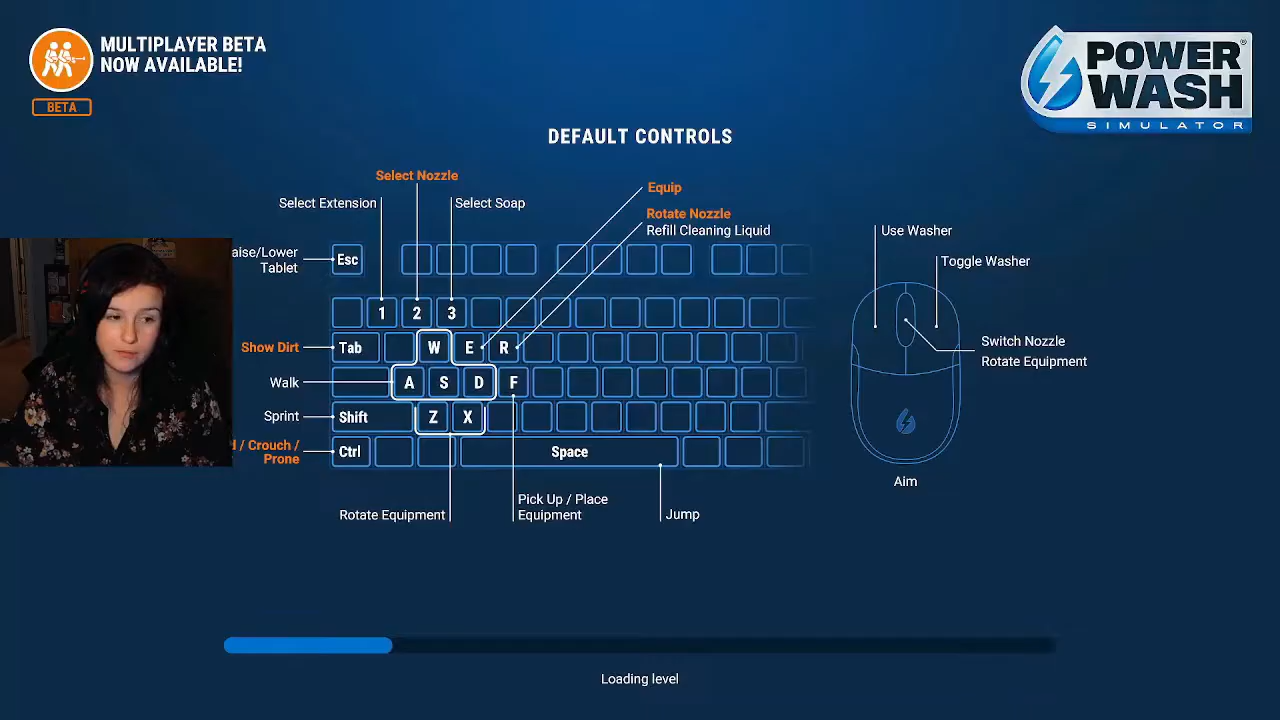 MULTIPLAYER BETA
NOW AVAILABLE!
BETA
POWER
WASH
SIMULATOR
DEFAULT CONTROLS
Select Nozzle
Select Extension
Select Soap
Equip
Rotate Nozzle
Refill Cleaning Liquid
aise/Lower
Tablet
Esc
1 2 3
Show Dirt
Tab W E R
Walk
A S D F
Sprint
Shift Z X
/ Crouch /
Prone
Ctrl Space
Rotate Equipment
Pick Up / Place
Equipment
Jump
Use Washer
Toggle Washer
Switch Nozzle
Rotate Equipment
Aim
Loading level